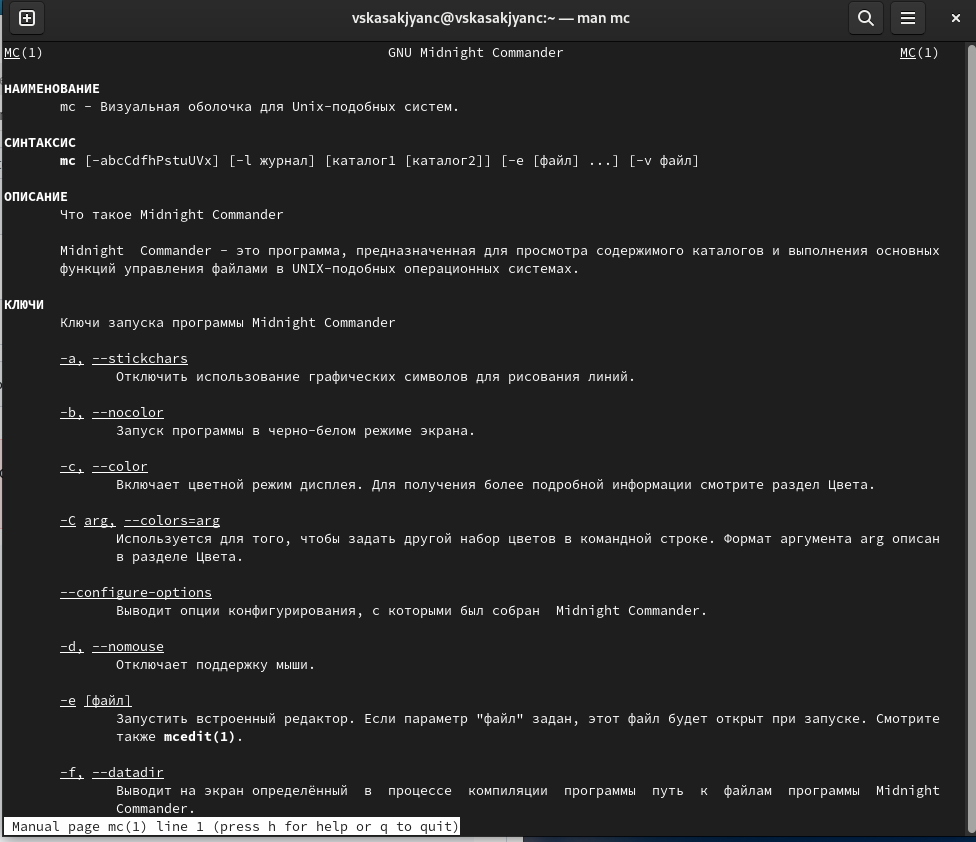 vskasakjyanc@vskasakjyanc:~ — man mc
MC(1) GNU Midnight Commander MC(1)
НАИМЕНОВАНИЕ
mc - Визуальная оболочка для Unix-подобных систем.
СИНТАКСИС
mc [-abcCdfhPstuUVx] [-l журнал] [каталог1 [каталог2]] [-e [файл] ...] [-v файл]
ОПИСАНИЕ
Что такое Midnight Commander
Midnight Commander - это программа, предназначенная для просмотра содержимого каталогов и выполнения основных
функций управления файлами в UNIX-подобных операционных системах.
КЛЮЧИ
Ключи запуска программы Midnight Commander
-a, --stickchars
Отключить использование графических символов для рисования линий.
-b, --nocolor
Запуск программы в черно-белом режиме экрана.
-c, --color
Включает цветной режим дисплея. Для получения более подробной информации смотрите раздел Цвета.
-C arg, --colors=arg
Используется для того, чтобы задать другой набор цветов в командной строке. Формат аргумента arg описан
в разделе Цвета.
--configure-options
Выводит опции конфигурирования, с которыми был собран Midnight Commander.
-d, --nomouse
Отключает поддержку мыши.
-e [файл]
Запустить встроенный редактор. Если параметр "файл" задан, этот файл будет открыт при запуске. Смотрите
также mcedit(1).
-f, --datadir
Выводит на экран определённый в процессе компиляции программы путь к файлам программы Midnight
Commander.
Manual page mc(1) line 1 (press h for help or q to quit)